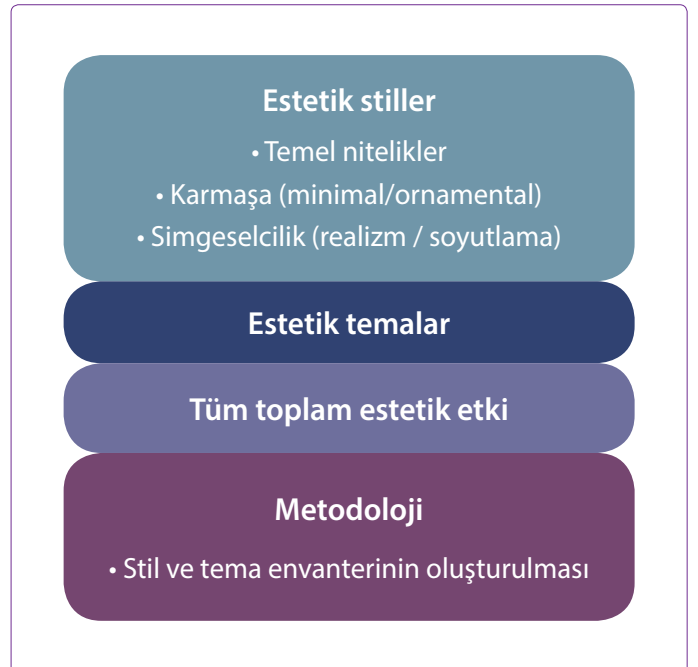 Estetik stiller
• Temel nitelikler
• Karmaşa (minimal/ornamental)
• Simgeselcilik (realizm / soyutlama)
Estetik temalar
Tüm toplam estetik etki
Metodoloji
• Stil ve tema envanterinin oluşturulması